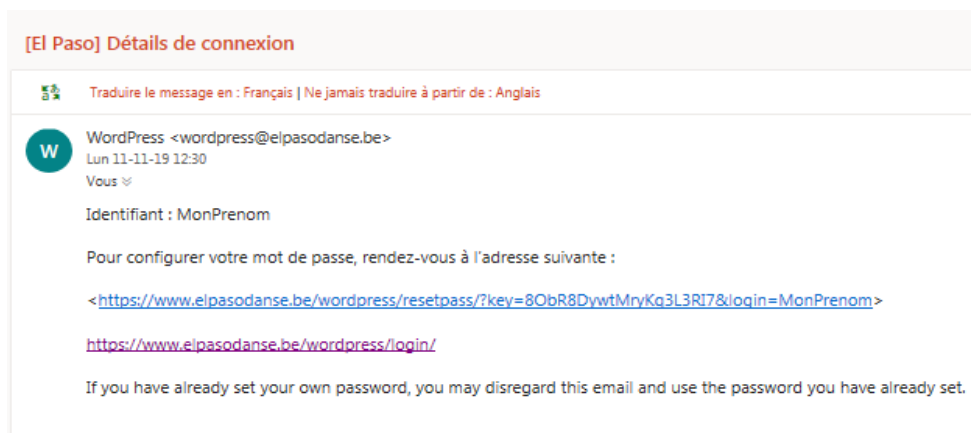 [El Paso] Détails de connexion
Traduire le message en : Français | Ne jamais traduire à partir de : Anglais
W
WordPress <wordpress@elpasodanse.be>
Lun 11-11-19 12:30
Vous
Identifiant : MonPrenom
Pour configurer votre mot de passe, rendez-vous à l'adresse suivante :
<https://www.elpasodanse.be/wordpress/resetpass/?key=8ObR8DywtMryKq3L3RI7&login=MonPrenom>
https://www.elpasodanse.be/wordpress/login/
If you have already set your own password, you may disregard this email and use the password you have already set.